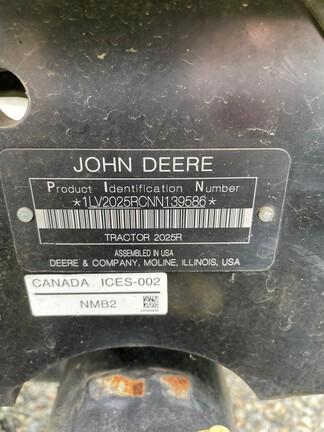 JOHN DEERE
Product Identification Number
*1LV2025RCNN139586*
TRACTOR 2025R
ASSEMBLED IN USA
DEERE & COMPANY, MOLINE, ILLINOIS, USA
CANADA ICES-002
NMB2